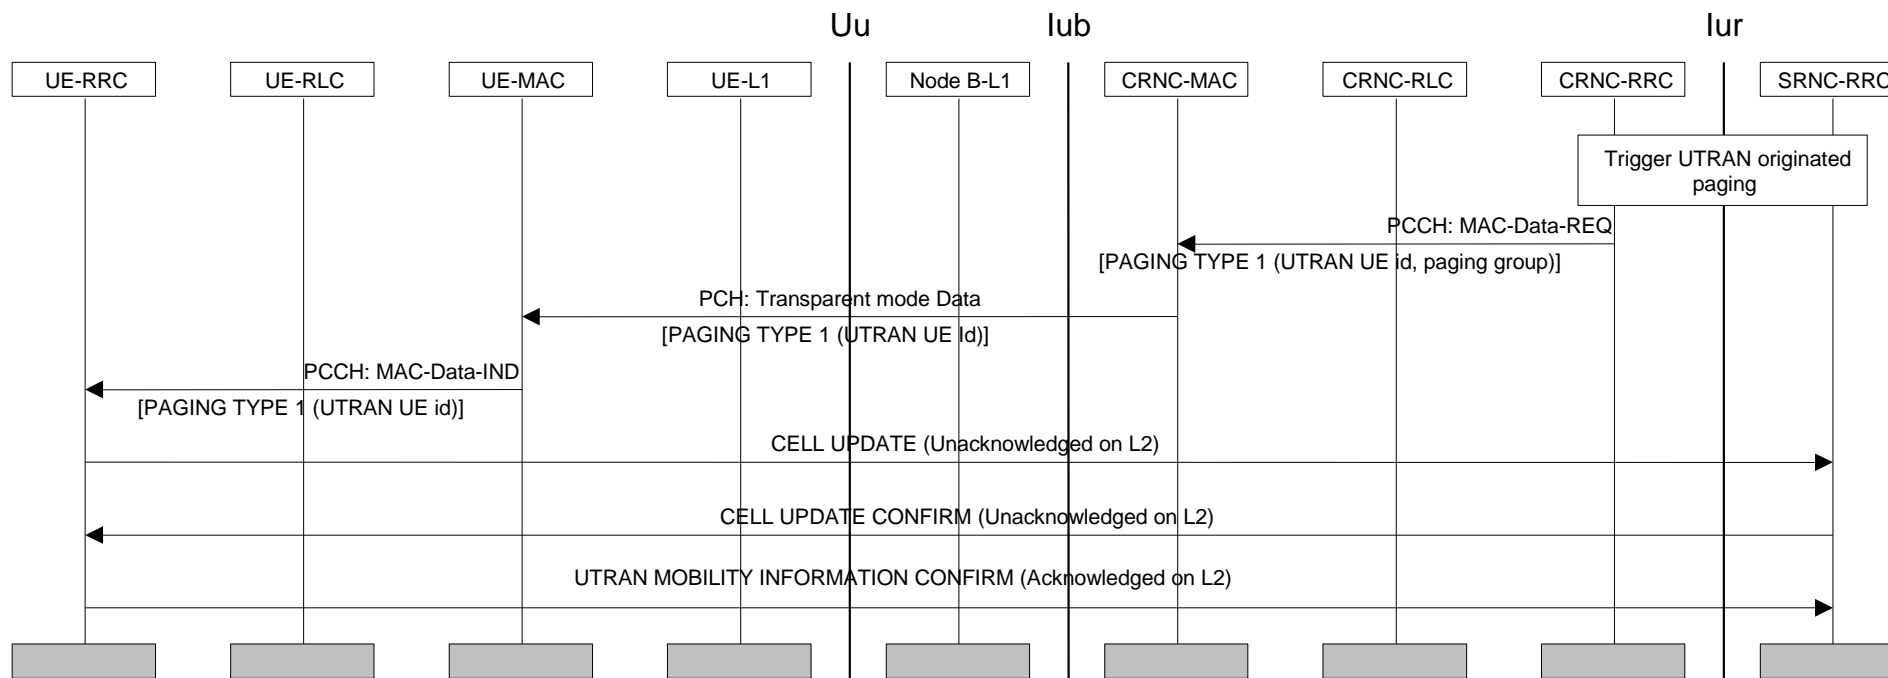 Uu
Iub
Iur
UE-RRC
UE-RLC
UE-MAC
UE-L1
Node B-L1
CRNC-MAC
CRNC-RLC
CRNC-RRC
SRNC-RRC
Trigger UTRAN originated
paging
PCCH: MAC-Data-REQ
[PAGING TYPE 1 (UTRAN UE id, paging group)]
PCH: Transparent mode Data
[PAGING TYPE 1 (UTRAN UE Id)]
PCCH: MAC-Data-IND
[PAGING TYPE 1 (UTRAN UE id)]
CELL UPDATE (Unacknowledged on L2)
CELL UPDATE CONFIRM (Unacknowledged on L2)
UTRAN MOBILITY INFORMATION CONFIRM (Acknowledged on L2)